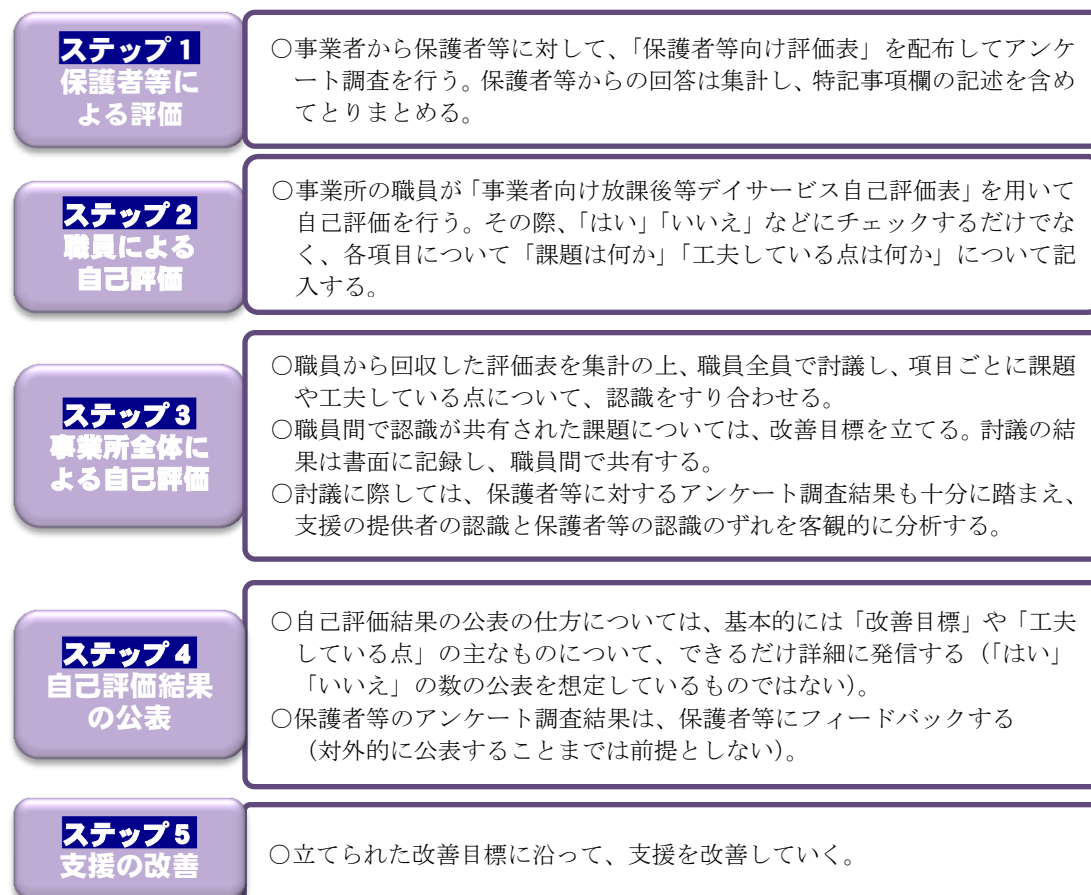 ステップ1
保護者等に
よる評価
○事業者から保護者等に対して、「保護者等向け評価表」を配布してアンケ
ート調査を行う。保護者等からの回答は集計し、特記事項欄の記述を含め
てとりまとめる。
ステップ2
職員による
自己評価
○事業所の職員が「事業者向け放課後等デイサービス自己評価表」を用いて
自己評価を行う。その際、「はい」「いいえ」などにチェックするだけでな
く、各項目について「課題は何か」「工夫している点は何か」について記
入する。
ステップ3
事業所全体に
よる自己評価
○職員から回収した評価表を集計の上、職員全員で討議し、項目ごとに課題
や工夫している点について、認識をすり合わせる。
○職員間で認識が共有された課題については、改善目標を立てる。討議の結
果は書面に記録し、職員間で共有する。
○討議に際しては、保護者等に対するアンケート調査結果も十分に踏まえ、
支援の提供者の認識と保護者等の認識のずれを客観的に分析する。
ステップ4
自己評価結果
の公表
○自己評価結果の公表の仕方については、基本的には「改善目標」や「工夫
している点」の主なものについて、できるだけ詳細に発信する（「はい」
「いいえ」の数の公表を想定しているものではない）。
○保護者等のアンケート調査結果は、保護者等にフィードバックする
（対外的に公表することまでは前提としない）。
ステップ5
支援の改善
○立てられた改善目標に沿って、支援を改善していく。